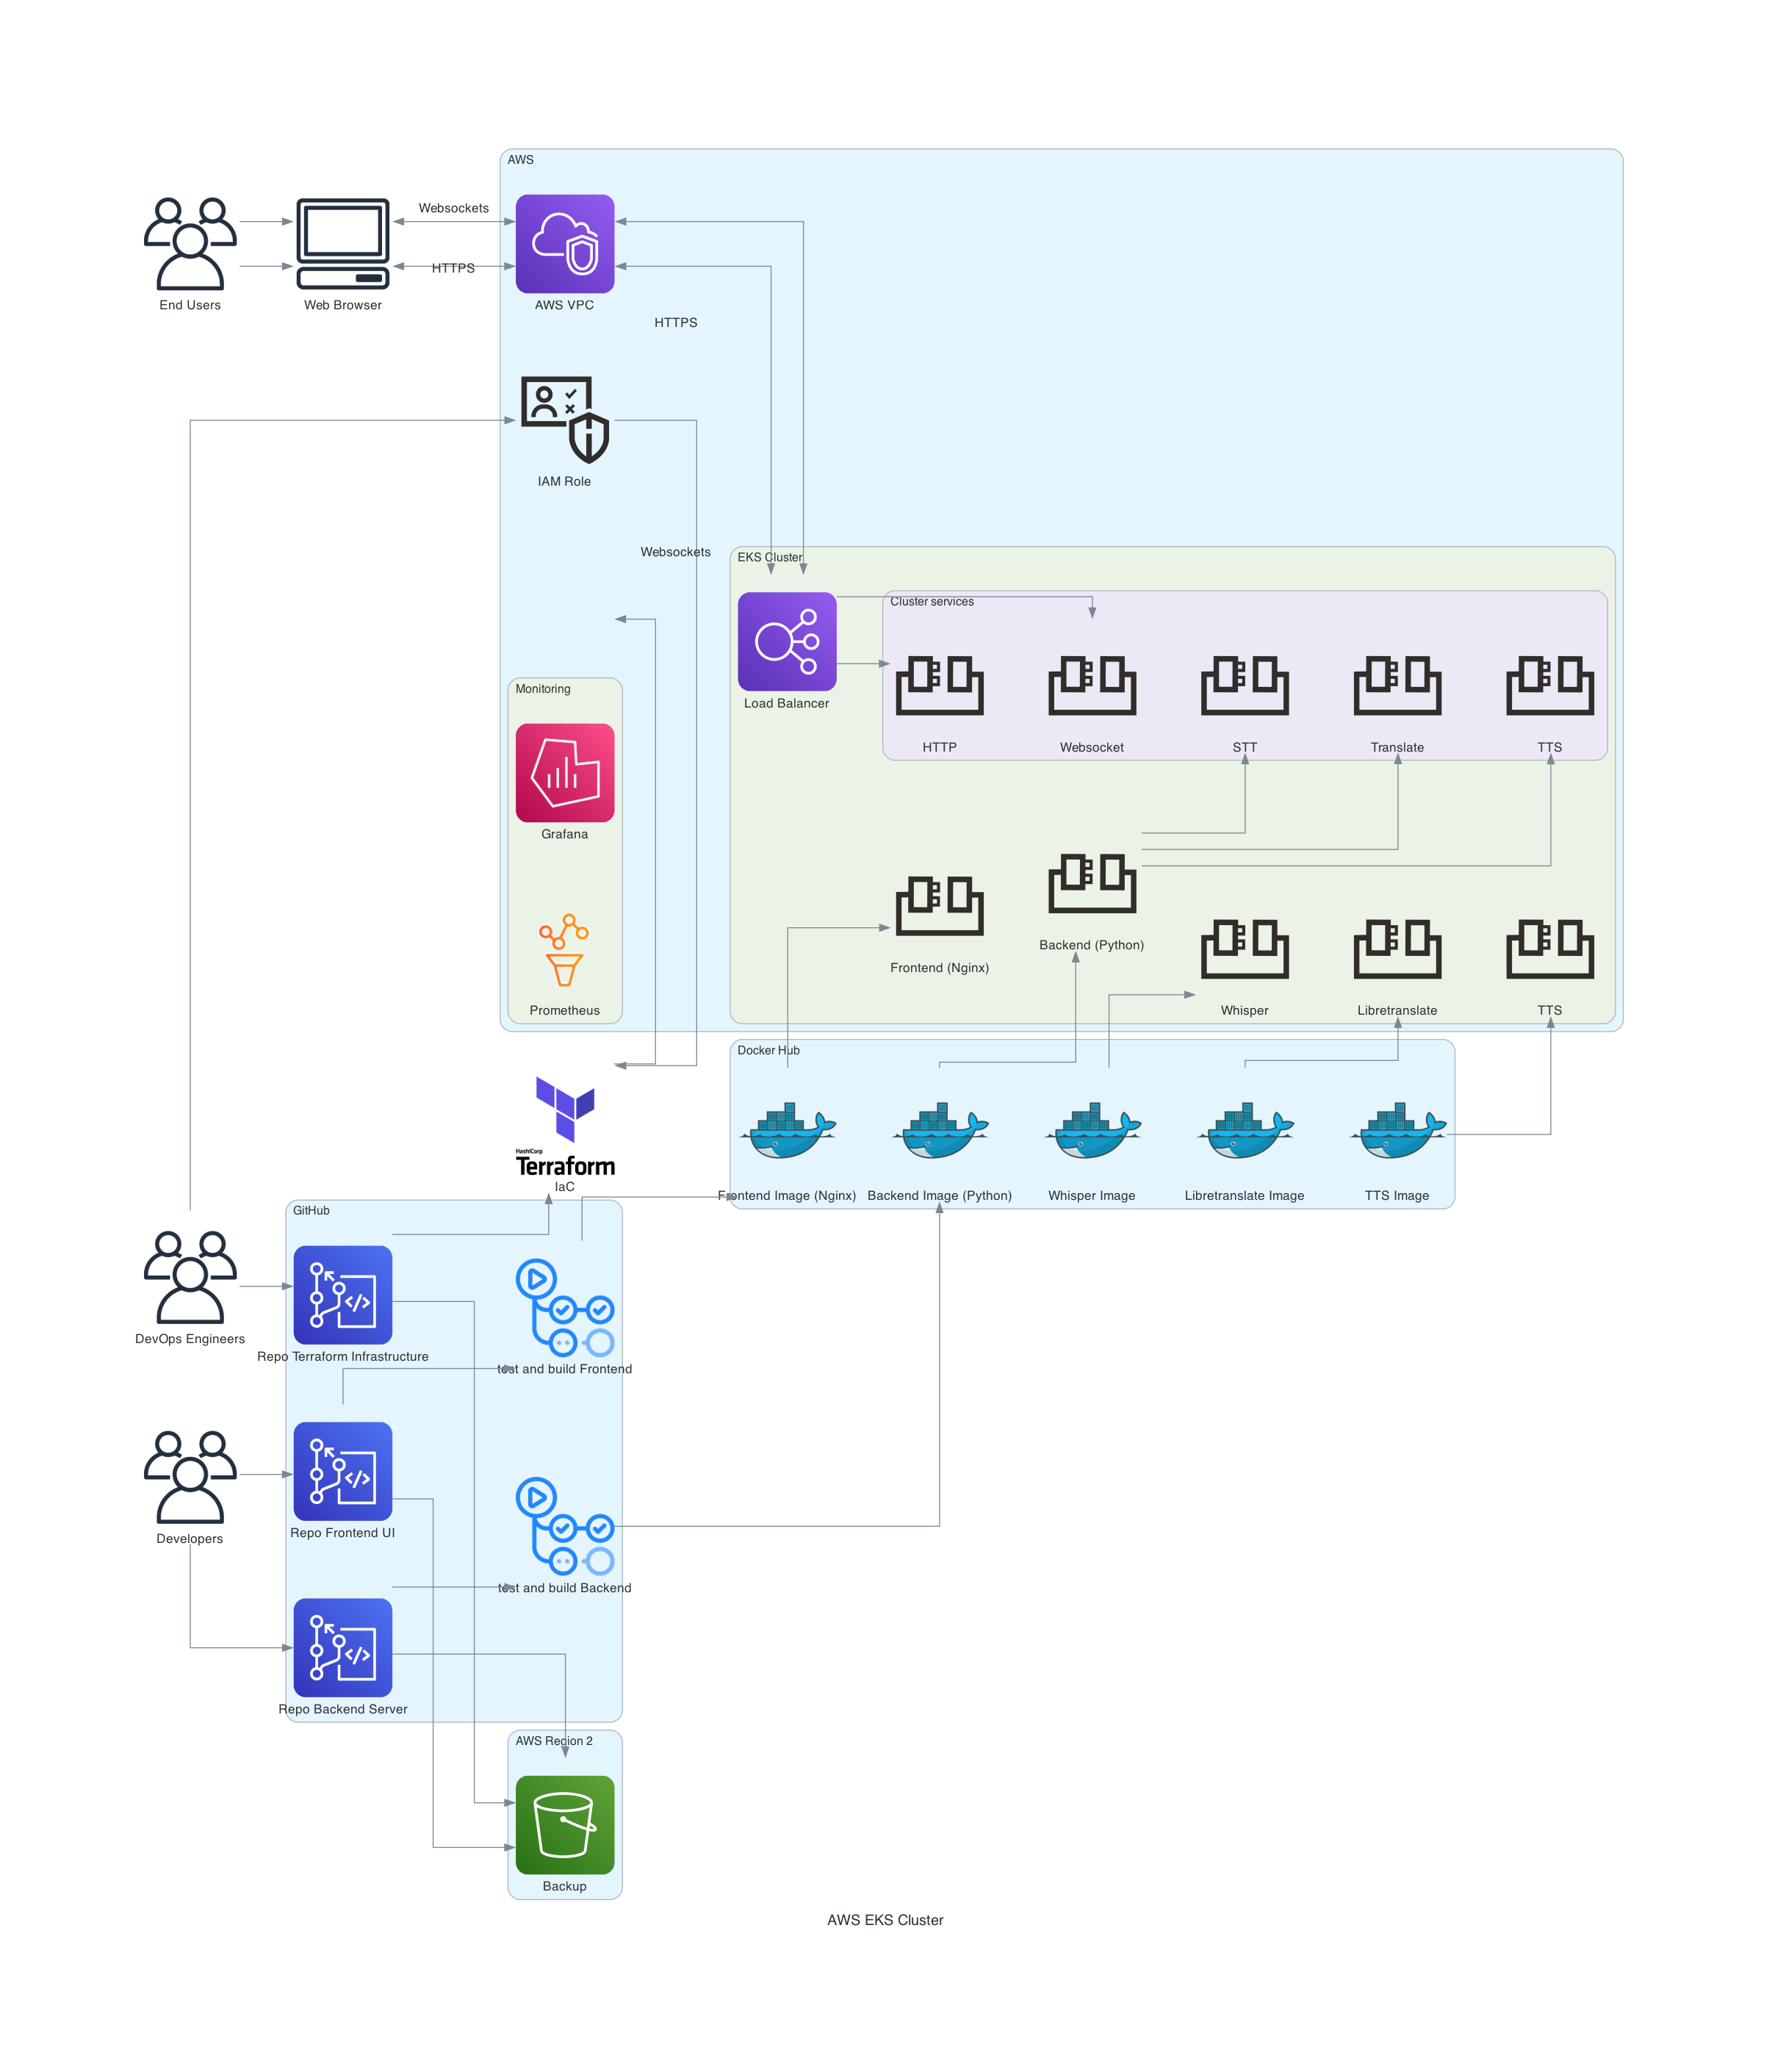 AWS
Websockets
HTTPS
End Users
Web Browser
AWS VPC
HTTPS
IAM Role
Websockets
EKS Cluster
Cluster services
Load Balancer
HTTP
Websocket
STT
Translate
TTS
Monitoring
Grafana
Prometheus
Frontend (Nginx)
Backend (Python)
Whisper
Libretranslate
TTS
Docker Hub
HashiCorp
Terraform
IaC
Frontend Image (Nginx)
Backend Image (Python)
Whisper Image
Libretranslate Image
TTS Image
GitHub
DevOps Engineers
Repo Terraform Infrastructure
test and build Frontend
Developers
Repo Frontend UI
test and build Backend
Repo Backend Server
AWS Region 2
Backup
AWS EKS Cluster